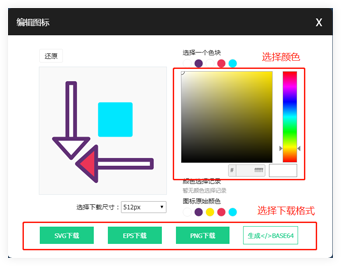 编辑图标
X
还原
选择一个色块
选择颜色
#
颜色选择记录
暂无颜色选择记录
图标原始颜色
选择下载尺寸：512px
选择下载格式
SVG下载
EPS下载
PNG下载
生成</>BASE64